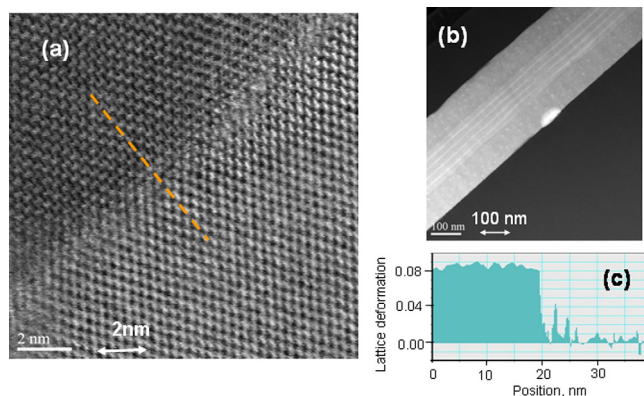 (a)
2 nm
2nm
(b)
100 nm
100 nm
(c)
Lattice deformation
0.08
0.04
0.00
0 10 20 30
Position, nm